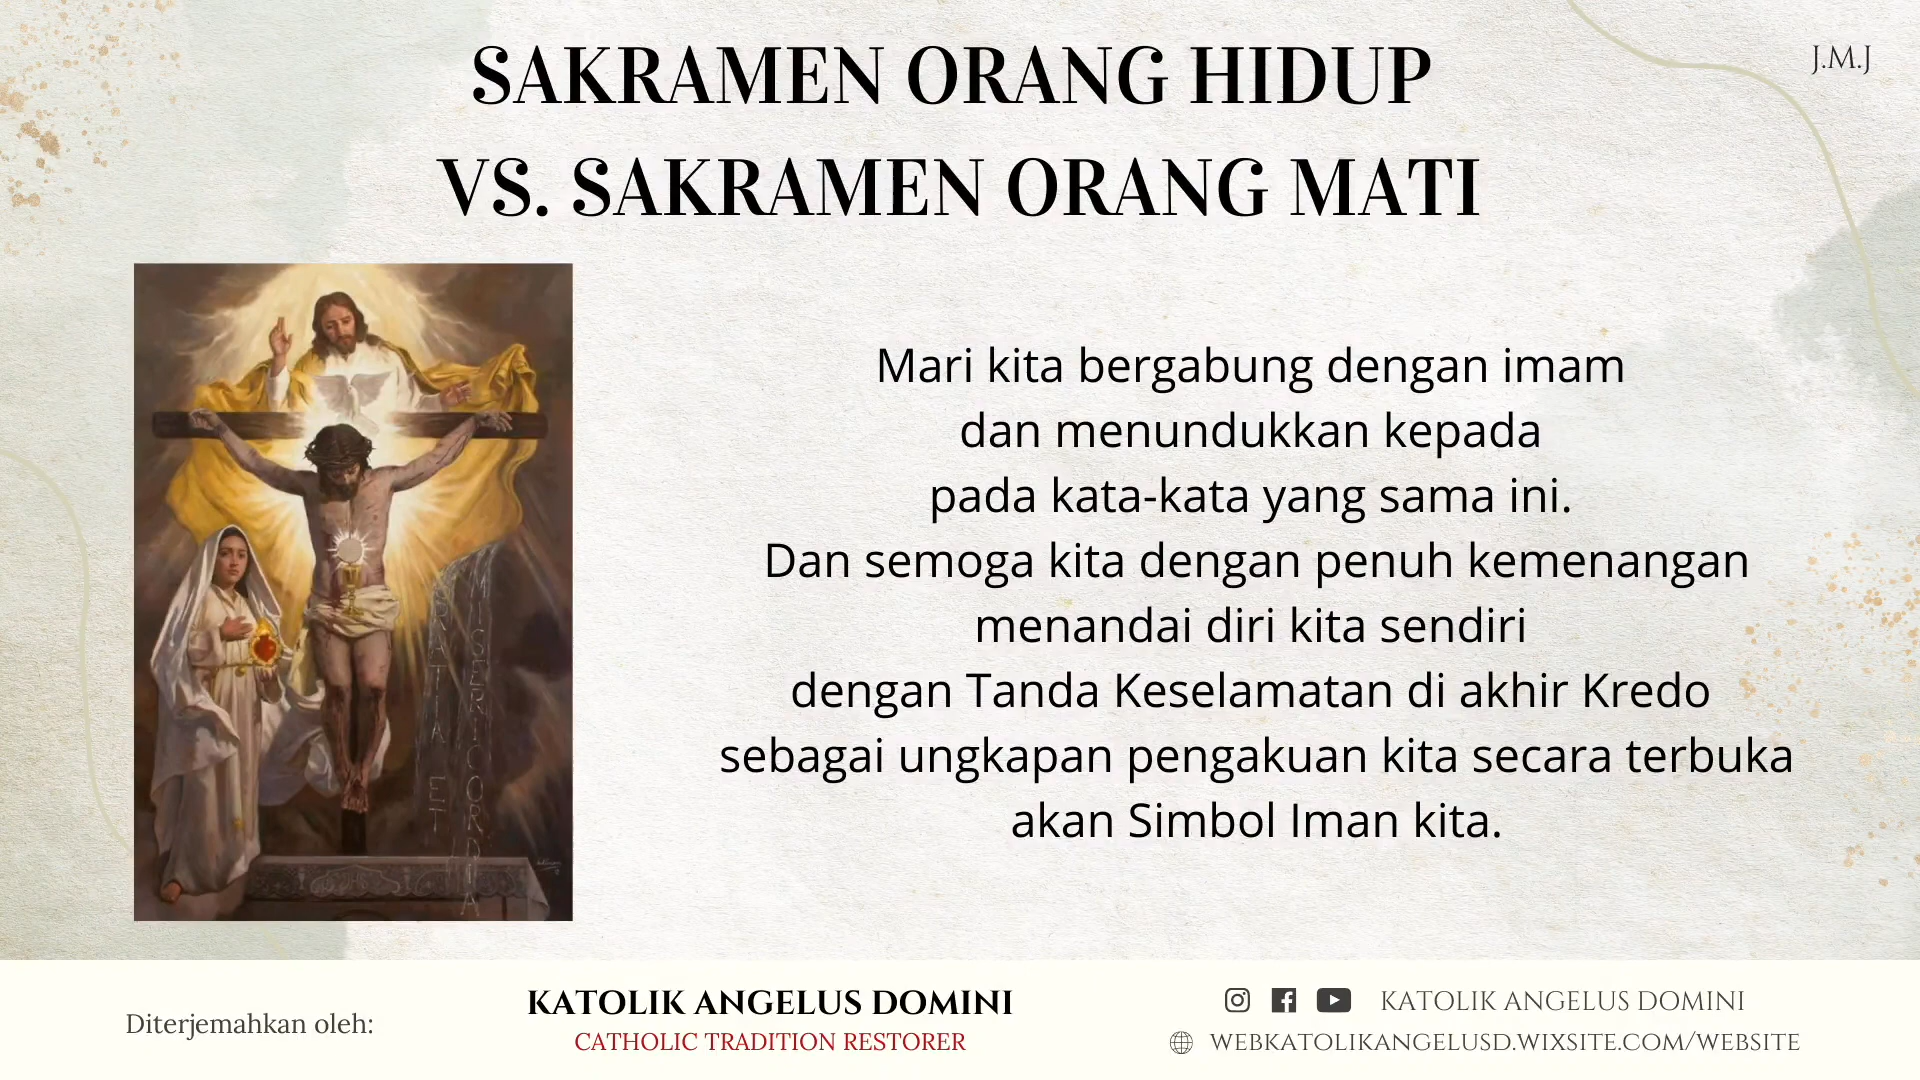 SAKRAMEN ORANG HIDUP
VS. SAKRAMEN ORANG MATI
J.M.J
Mari kita bergabung dengan imam
dan menundukkan kepada
pada kata-kata yang sama ini.
Dan semoga kita dengan penuh kemenangan
menandai diri kita sendiri
dengan Tanda Keselamatan di akhir Kredo
sebagai ungkapan pengakuan kita secara terbuka
akan Simbol Iman kita.
GRATIA ET
MISERICORDIA
Diterjemahkan oleh:
KATOLIK ANGELUS DOMINI
CATHOLIC TRADITION RESTORER
KATOLIK ANGELUS DOMINI
WEBKATOLIKANGELUSD.WIXSITE.COM/WEBSITE